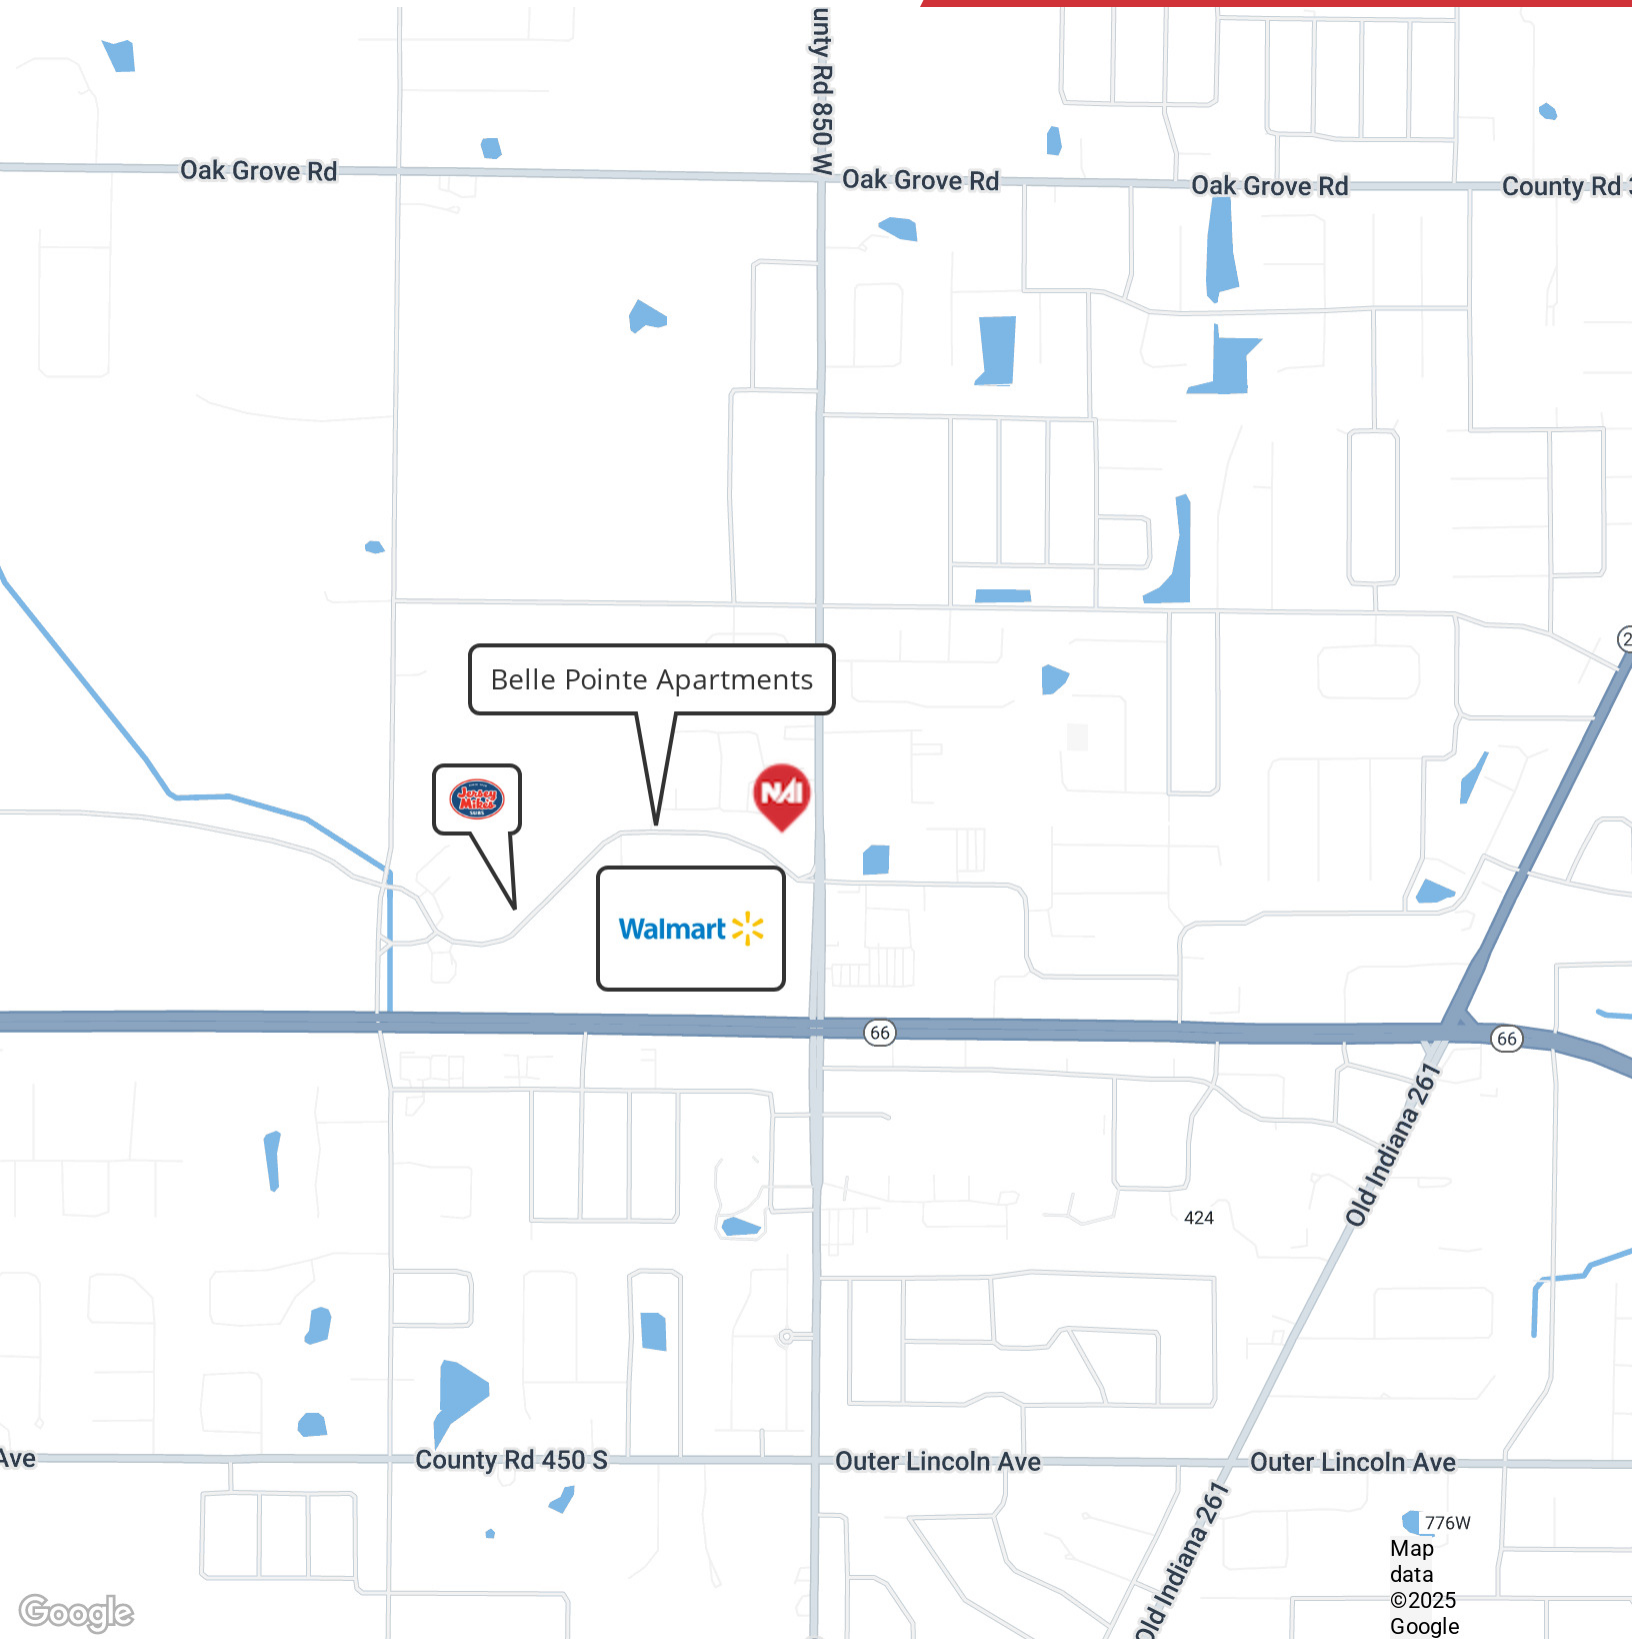 unty Rd 850 W
Oak Grove Rd
Oak Grove Rd
Oak Grove Rd
County Rd
Belle Pointe Apartments
Jersey
Mike's
SUBS
NAI
Walmart
66
66
Old Indiana 261
424
Ave
County Rd 450 S
Outer Lincoln Ave
Outer Lincoln Ave
Old Indiana 261
776W
Map
data
©2025
Google
Google